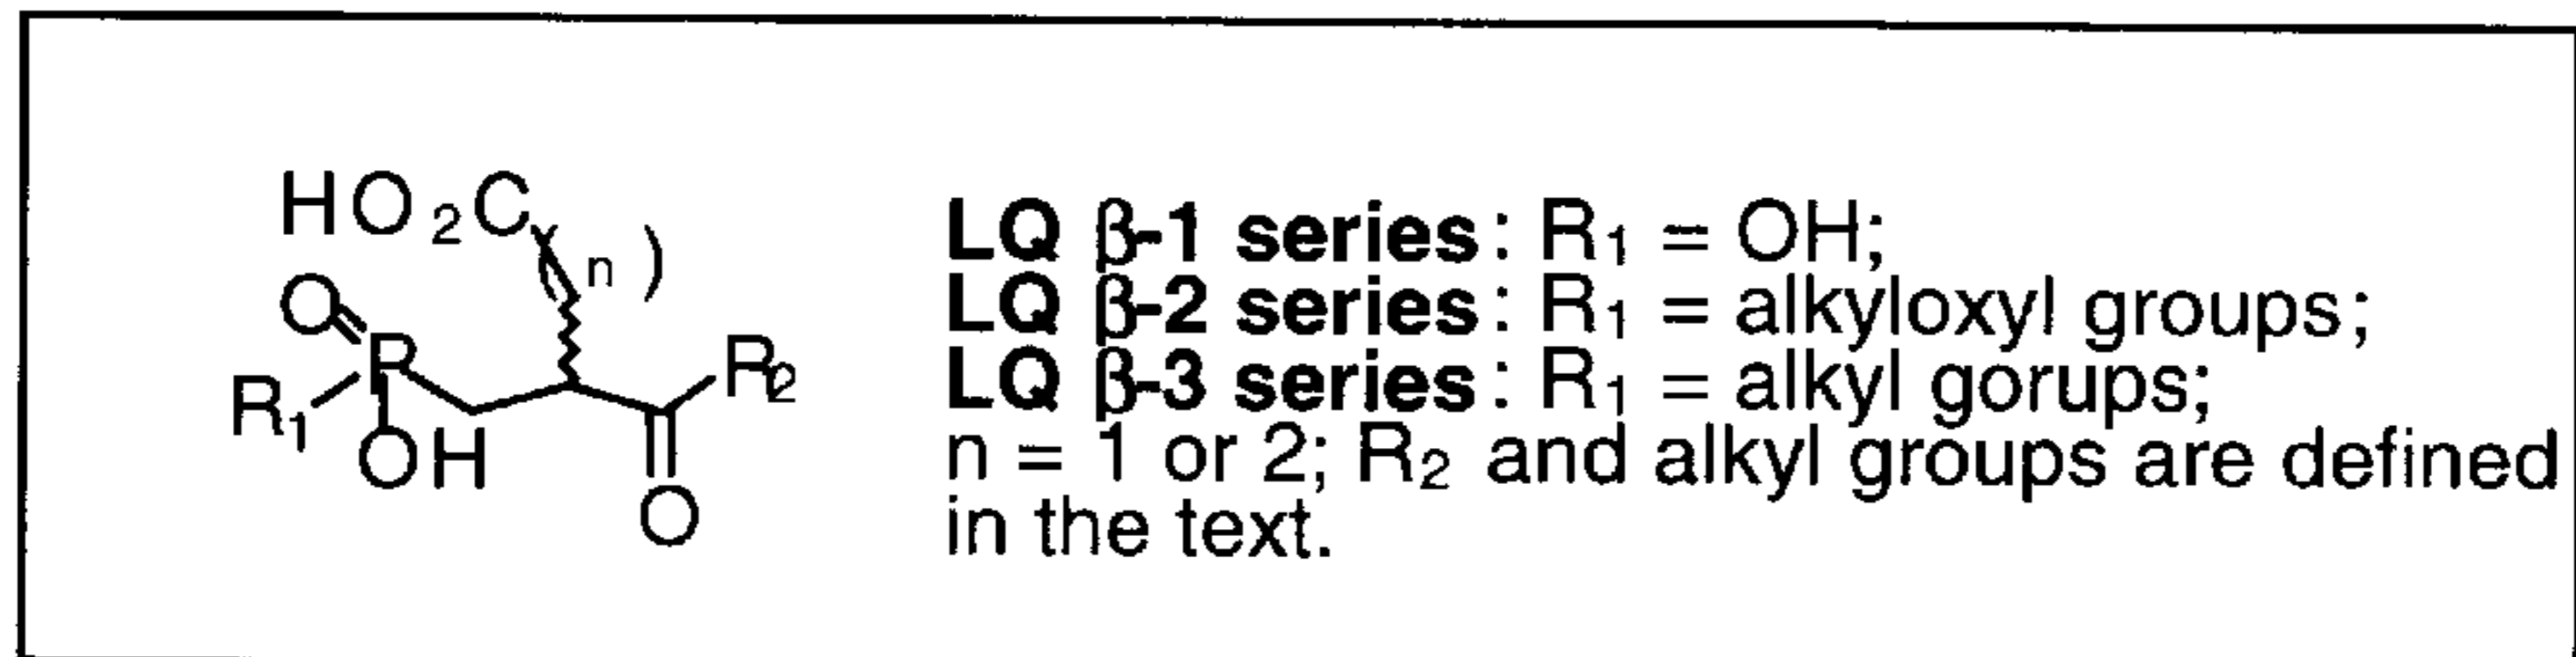 HO2C
( n )
O
P
R1
OH
R2
O
LQ β-1 series: R1 = OH;
LQ β-2 series: R1 = alkyloxyl groups;
LQ β-3 series: R1 = alkyl gorups;
n = 1 or 2; R2 and alkyl groups are defined
in the text.